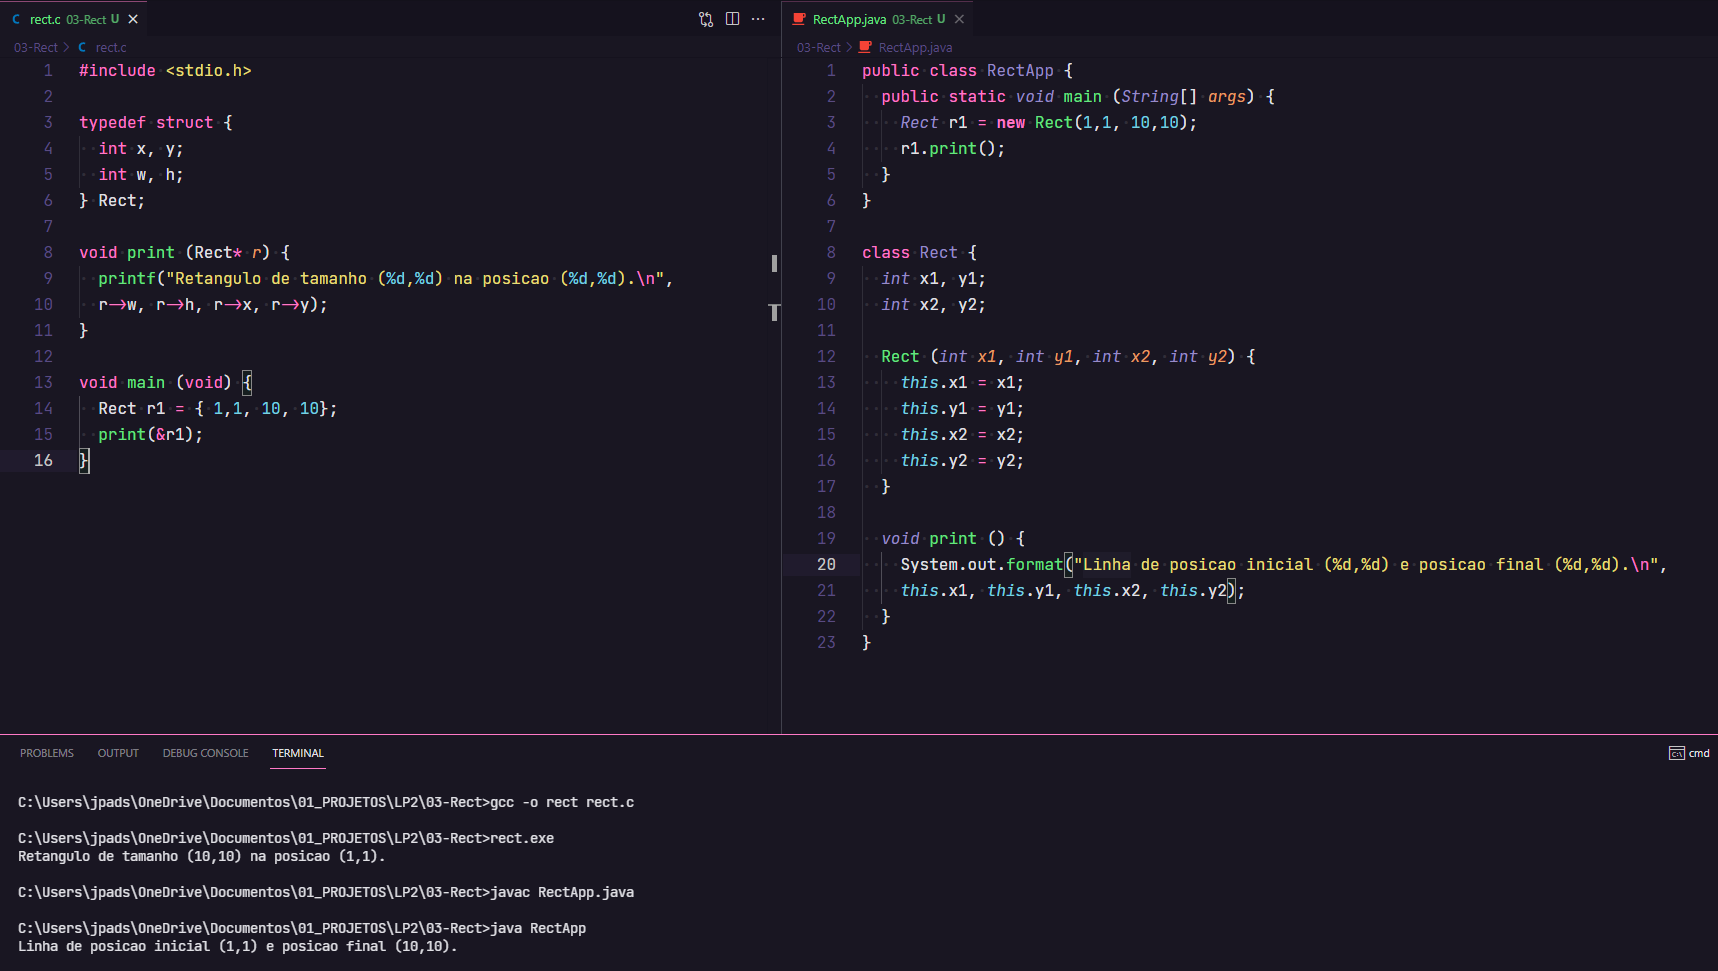 rect.c 03-Rect U
03-Rect > C rect.c
1 #include <stdio.h>
2
3 typedef struct {
4   int x, y;
5   int w, h;
6 } Rect;
7
8 void print (Rect* r) {
9   printf("Retangulo de tamanho (%d,%d) na posicao (%d,%d).\n",
10   r->w, r->h, r->x, r->y);
11 }
12
13 void main (void) {
14   Rect r1 = { 1,1, 10, 10};
15   print(&r1);
16 }
RectApp.java 03-Rect U
03-Rect > RectApp.java
1 public class RectApp {
2   public static void main (String[] args) {
3     Rect r1 = new Rect(1,1, 10,10);
4     r1.print();
5   }
6 }
7
8 class Rect {
9   int x1, y1;
10   int x2, y2;
11
12   Rect (int x1, int y1, int x2, int y2) {
13     this.x1 = x1;
14     this.y1 = y1;
15     this.x2 = x2;
16     this.y2 = y2;
17   }
18
19   void print () {
20     System.out.format("Linha de posicao inicial (%d,%d) e posicao final (%d,%d).\n",
21     this.x1, this.y1, this.x2, this.y2);
22   }
23 }
PROBLEMS OUTPUT DEBUG CONSOLE TERMINAL cmd
C:\Users\jpads\OneDrive\Documentos\01_PROJETOS\LP2\03-Rect>gcc -o rect rect.c
C:\Users\jpads\OneDrive\Documentos\01_PROJETOS\LP2\03-Rect>rect.exe
Retangulo de tamanho (10,10) na posicao (1,1).
C:\Users\jpads\OneDrive\Documentos\01_PROJETOS\LP2\03-Rect>javac RectApp.java
C:\Users\jpads\OneDrive\Documentos\01_PROJETOS\LP2\03-Rect>java RectApp
Linha de posicao inicial (1,1) e posicao final (10,10).